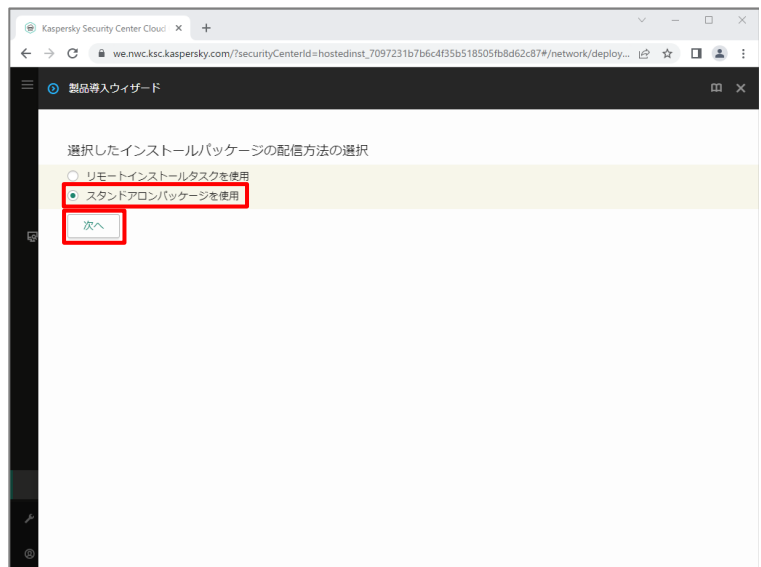 Kaspersky Security Center Cloud
we.nwc.ksc.kaspersky.com/?securityCenterId=hostedinst_7097231b7b6c4f35b518505fb8d62c87#/network/deploy...
製品導入ウィザード
選択したインストールパッケージの配信方法の選択
リモートインストールタスクを使用
スタンドアロンパッケージを使用
次へ